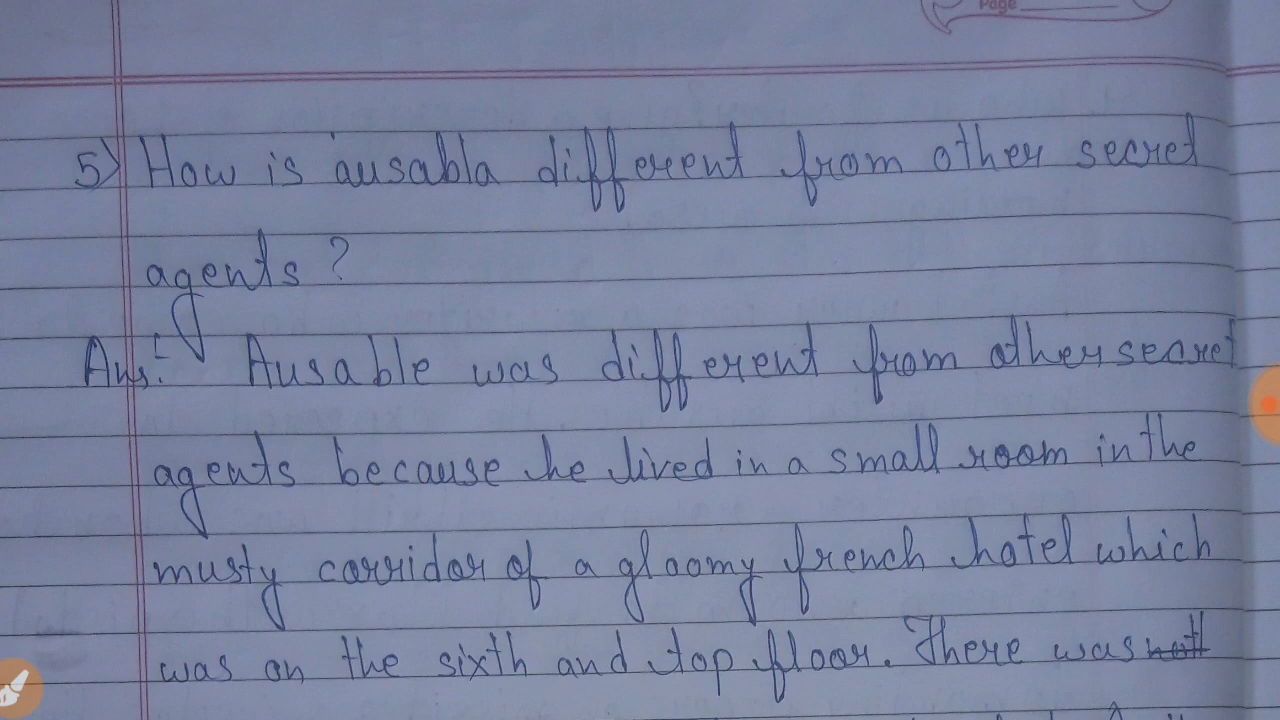 Page
5) How is ausabla different from other secret
agents ?
Ans:- Ausable was different from other secret
agents because he lived in a small room in the
musty corridor of a gloomy french hotel which
was on the sixth and top floor. There was